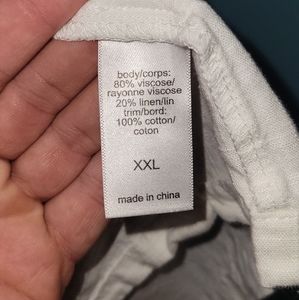 body/corps:
80% viscose/
rayonne viscose
20% linen/lin
trim/bord:
100% cotton/
coton
XXL
made in china